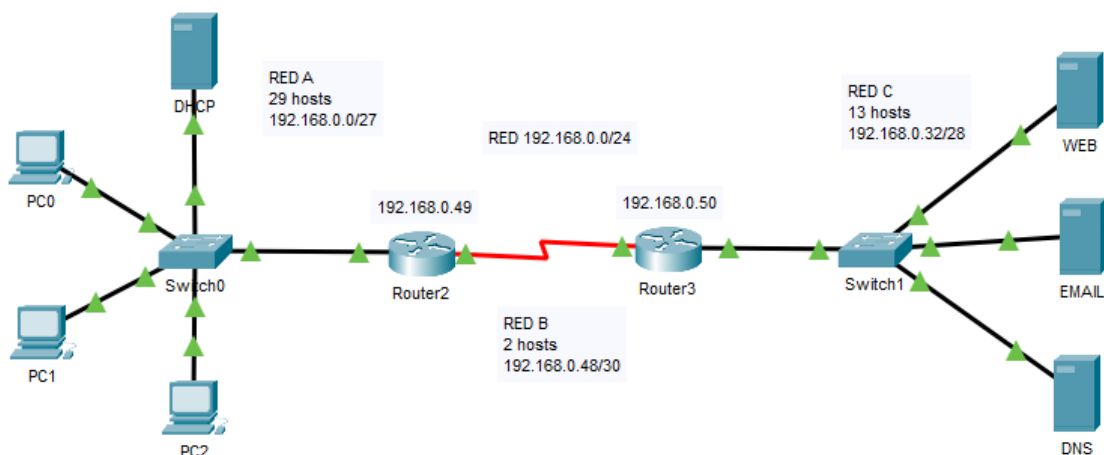 DHCP
RED A
29 hosts
192.168.0.0/27
RED 192.168.0.0/24
RED C
13 hosts
192.168.0.32/28
WEB
PC0
192.168.0.49
192.168.0.50
Switch0
Router2
Router3
Switch1
EMAIL
PC1
RED B
2 hosts
192.168.0.48/30
PC2
DNS